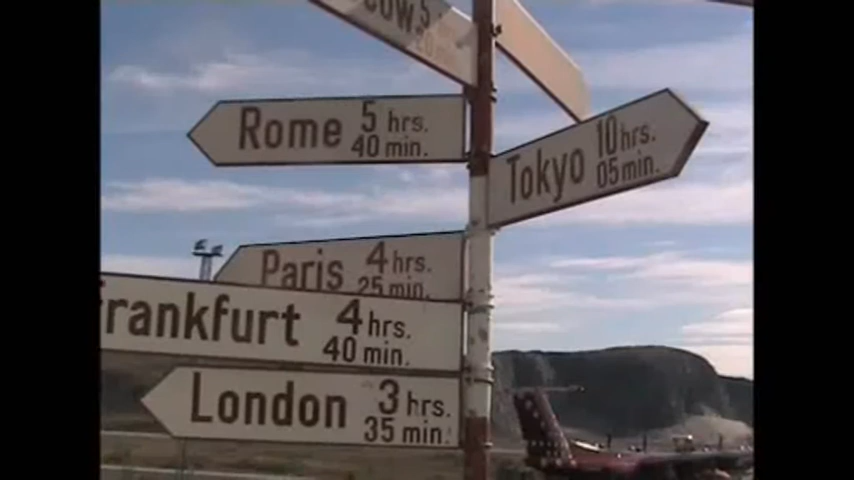 Rome 5 hrs.
40 min.
Tokyo 10 hrs.
05 min.
Paris 4 hrs.
25 min.
Frankfurt 4 hrs.
40 min.
London 3 hrs.
35 min.